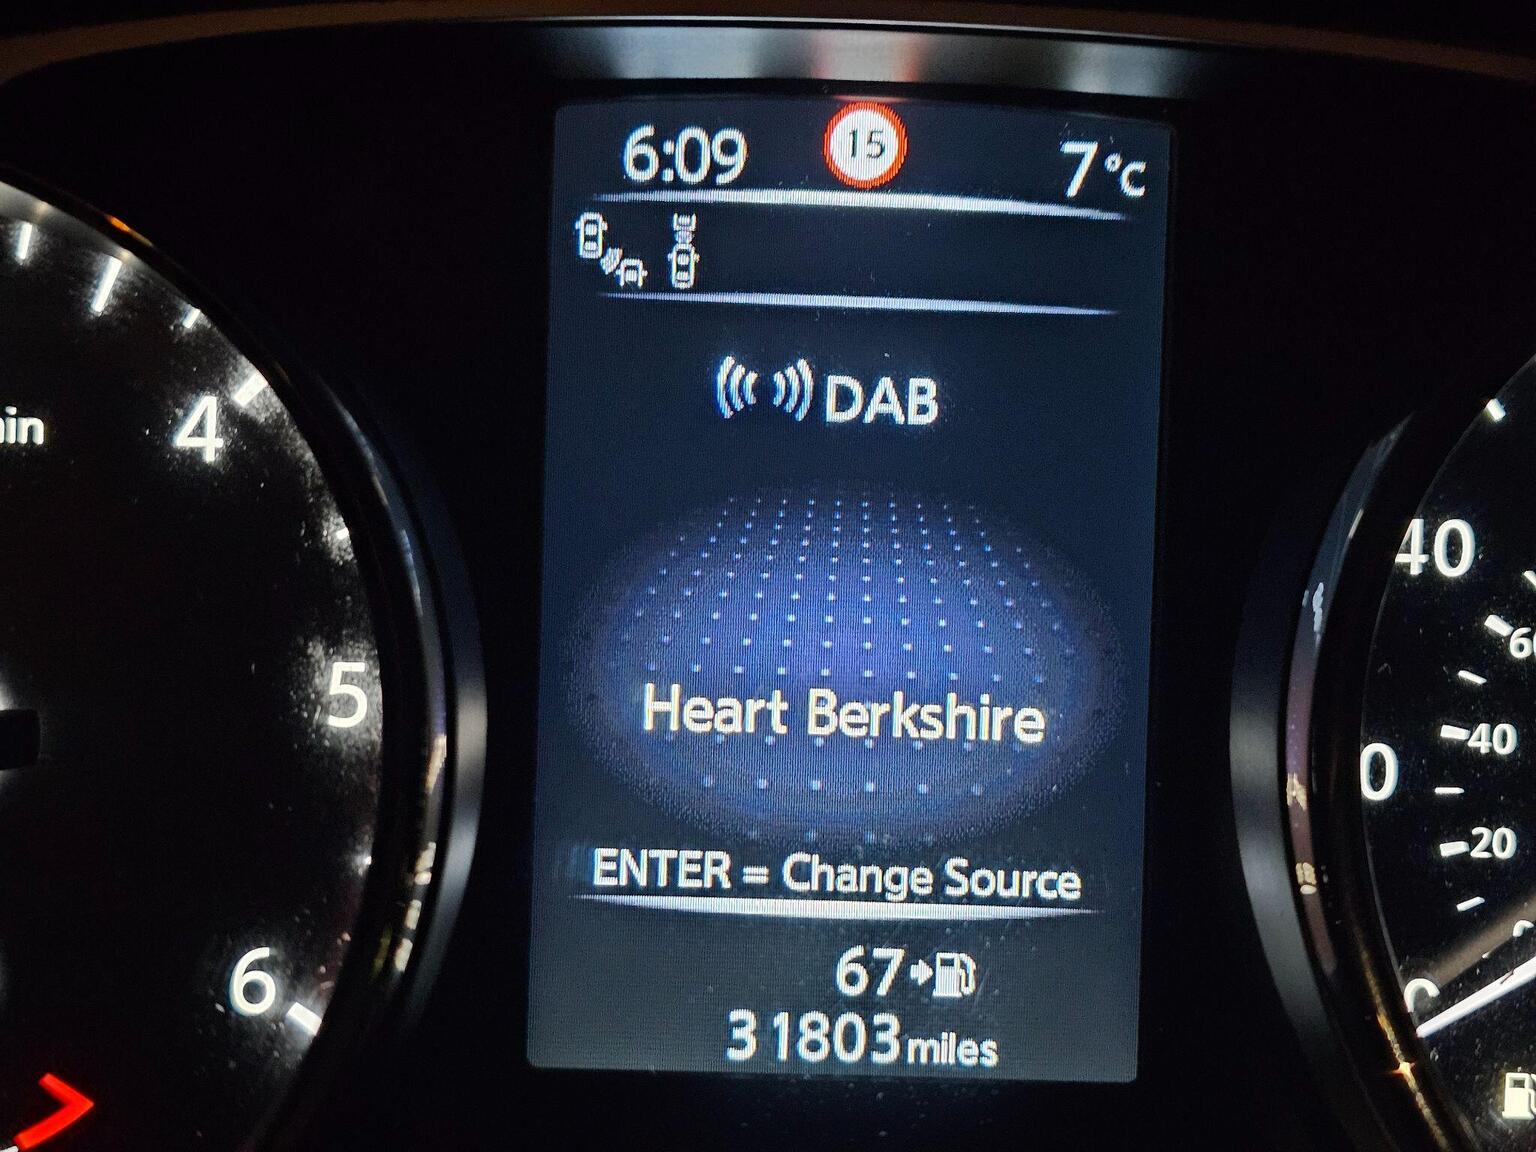 6:09 15 7°C
DAB
Heart Berkshire
ENTER = Change Source
67
31803 miles
4
5
6
40
60
40
0
20